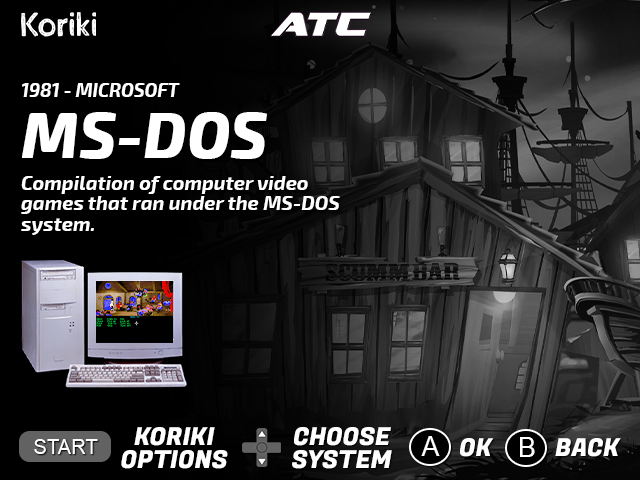 Koriki
ATC
1981 - MICROSOFT
MS-DOS
Compilation of computer video
games that ran under the MS-DOS
system.
SCUMM BAR
START
KORIKI
OPTIONS
CHOOSE
SYSTEM
A OK
B BACK